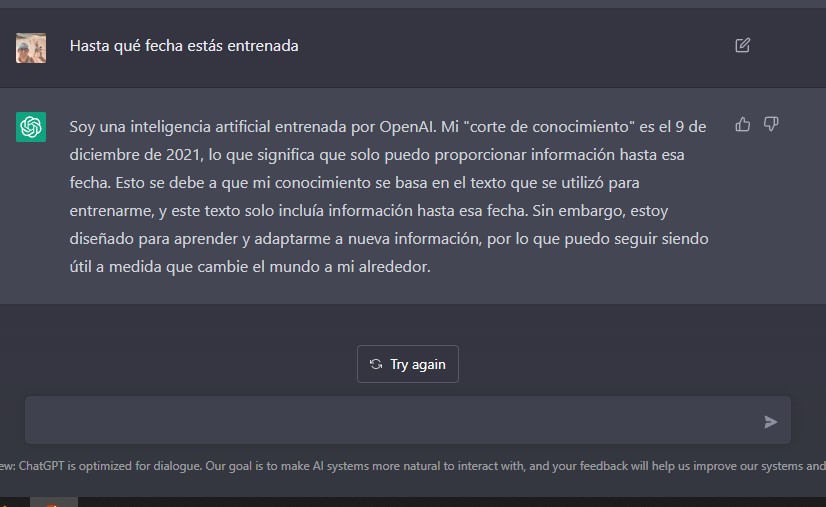 Hasta qué fecha estás entrenada
Soy una inteligencia artificial entrenada por OpenAI. Mi "corte de conocimiento" es el 9 de
diciembre de 2021, lo que significa que solo puedo proporcionar información hasta esa
fecha. Esto se debe a que mi conocimiento se basa en el texto que se utilizó para
entrenarme, y este texto solo incluía información hasta esa fecha. Sin embargo, estoy
diseñado para aprender y adaptarme a nueva información, por lo que puedo seguir siendo
útil a medida que cambie el mundo a mi alrededor.
Try again
ew: ChatGPT is optimized for dialogue. Our goal is to make AI systems more natural to interact with, and your feedback will help us improve our systems and